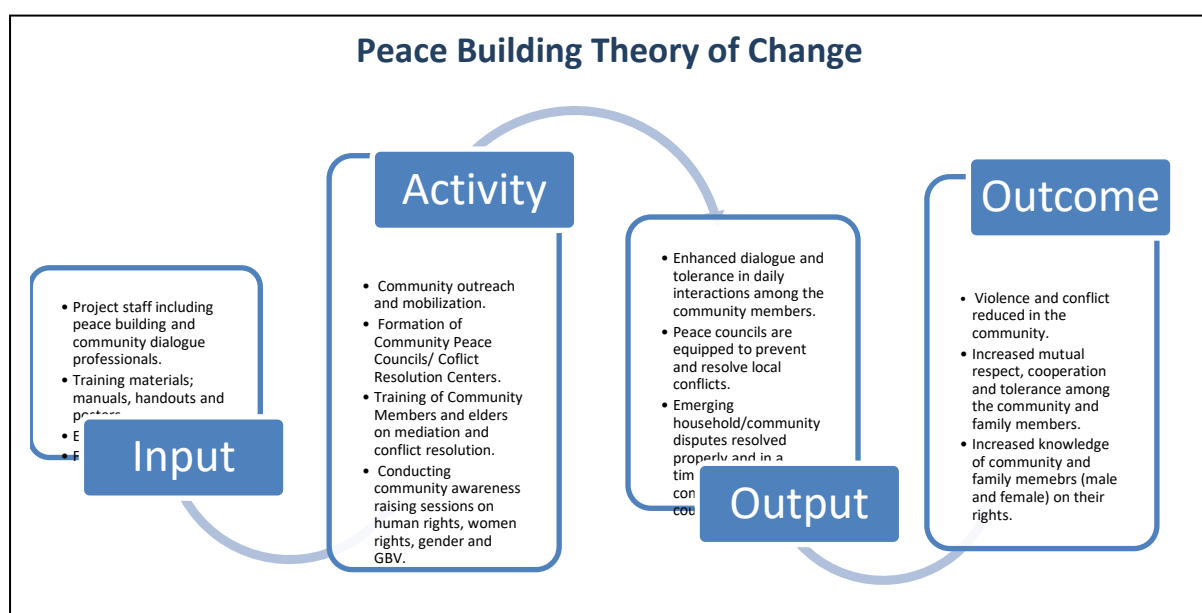 Peace Building Theory of Change
Input
• Project staff including
peace building and
community dialogue
professionals.
• Training materials;
manuals, handouts and
posters
•
•
Activity
• Community outreach
and mobilization.
• Formation of
Community Peace
Councils/ Coflict
Resolution Centers.
• Training of Community
Members and elders
on mediation and
conflict resolution.
• Conducting
community awareness
raising sessions on
human rights, women
rights, gender and
GBV.
• Enhanced dialogue and
tolerance in daily
interactions among the
community members.
• Peace councils are
equipped to prevent
and resolve local
conflicts.
• Emerging
household/community
disputes resolved
properly and in a
Output
Outcome
• Violence and conflict
reduced in the
community.
• Increased mutual
respect, cooperation
and tolerance among
the community and
family members.
• Increased knowledge
of community and
family memebrs (male
and female) on their
rights.